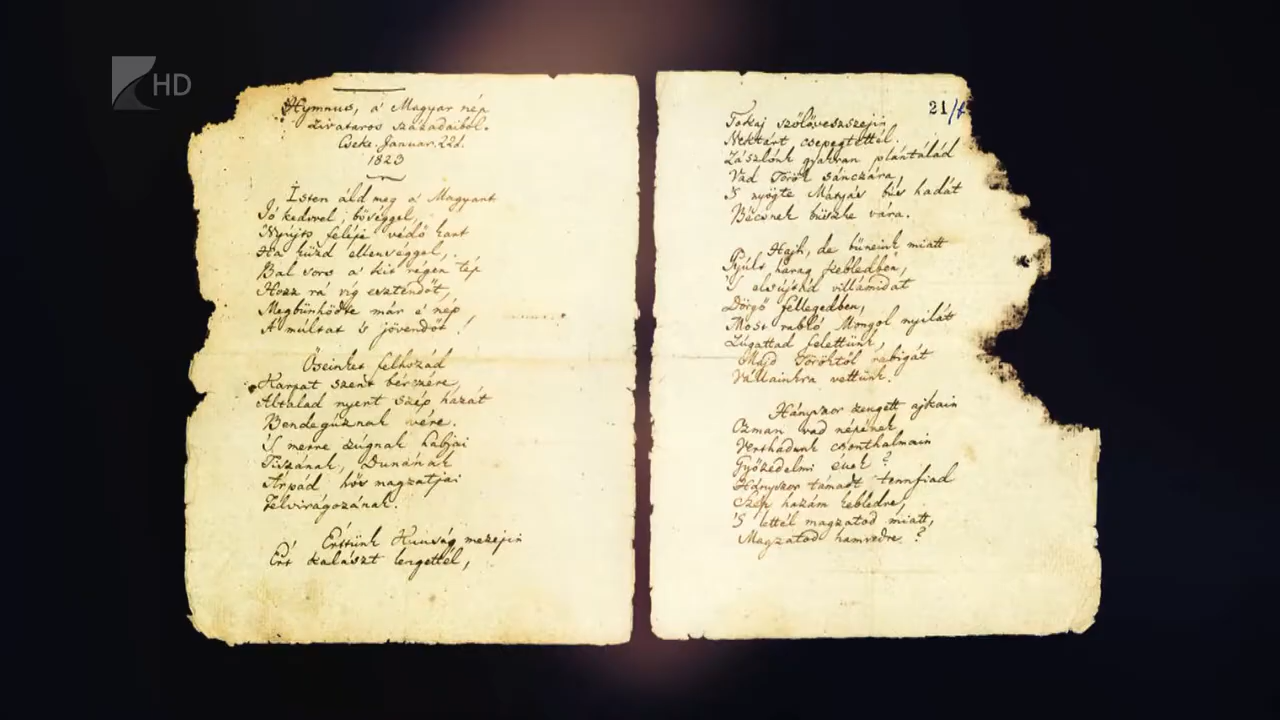 HD
Hymnus, a' Magyar nép
zivataros századaiból.
Cseke. Januar. 22d.
1823
Isten áld meg a' Magyart
Jó kedvvel, bőséggel,
Nyújts feléje védő kart
Ha küzd ellenséggel,
Bal sors a' kit régen tép
Hozz rá víg esztendőt,
Megbűnhődte már e' nép
A' multat 's jövendőt!
Őseinket felhozád
Kárpát szent bérczére,
Általad nyert szép hazát
Bendegúznak vére.
'S merre zúgnak habjai
Tiszának, Dunának
Árpád hős magzatjai
Felvirágozának.
Értünk Kunság mezején
Ért kalászt lengettél,
21/
Tokaj szőlővesszein
Nektárt csepegtettél.
Zászlónk gyakran plántálád
Vad Török sánczára,
'S nyögte Mátyás bús hadát
Bécsnek büszke vára.
Hajh, de bűneink miatt
Gyúlt harag kebledben,
'S elsújtád villámidat
Dörgő fellegedben,
Most rabló Mongol nyilát
Zúgattad felettünk,
Majd Töröktől rabigát
Vállainkra vettünk.
Hányszor zengett ajkain
Ozman vad népének
Vert hadunk csonthalmain
Győzedelmi ének?
Hányszor támadt tennfiad
Szép hazám kebledre,
'S lettél magzatod miatt,
Magzatod hamvvedre?